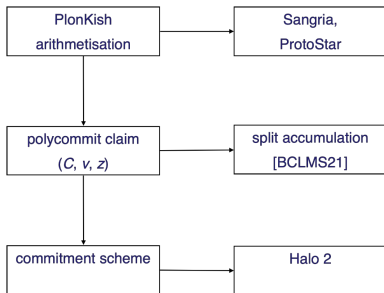 PlonKish
arithmetisation
Sangria,
ProtoStar
polycommit claim
(C, v, z)
split accumulation
[BCLMS21]
commitment scheme
Halo 2